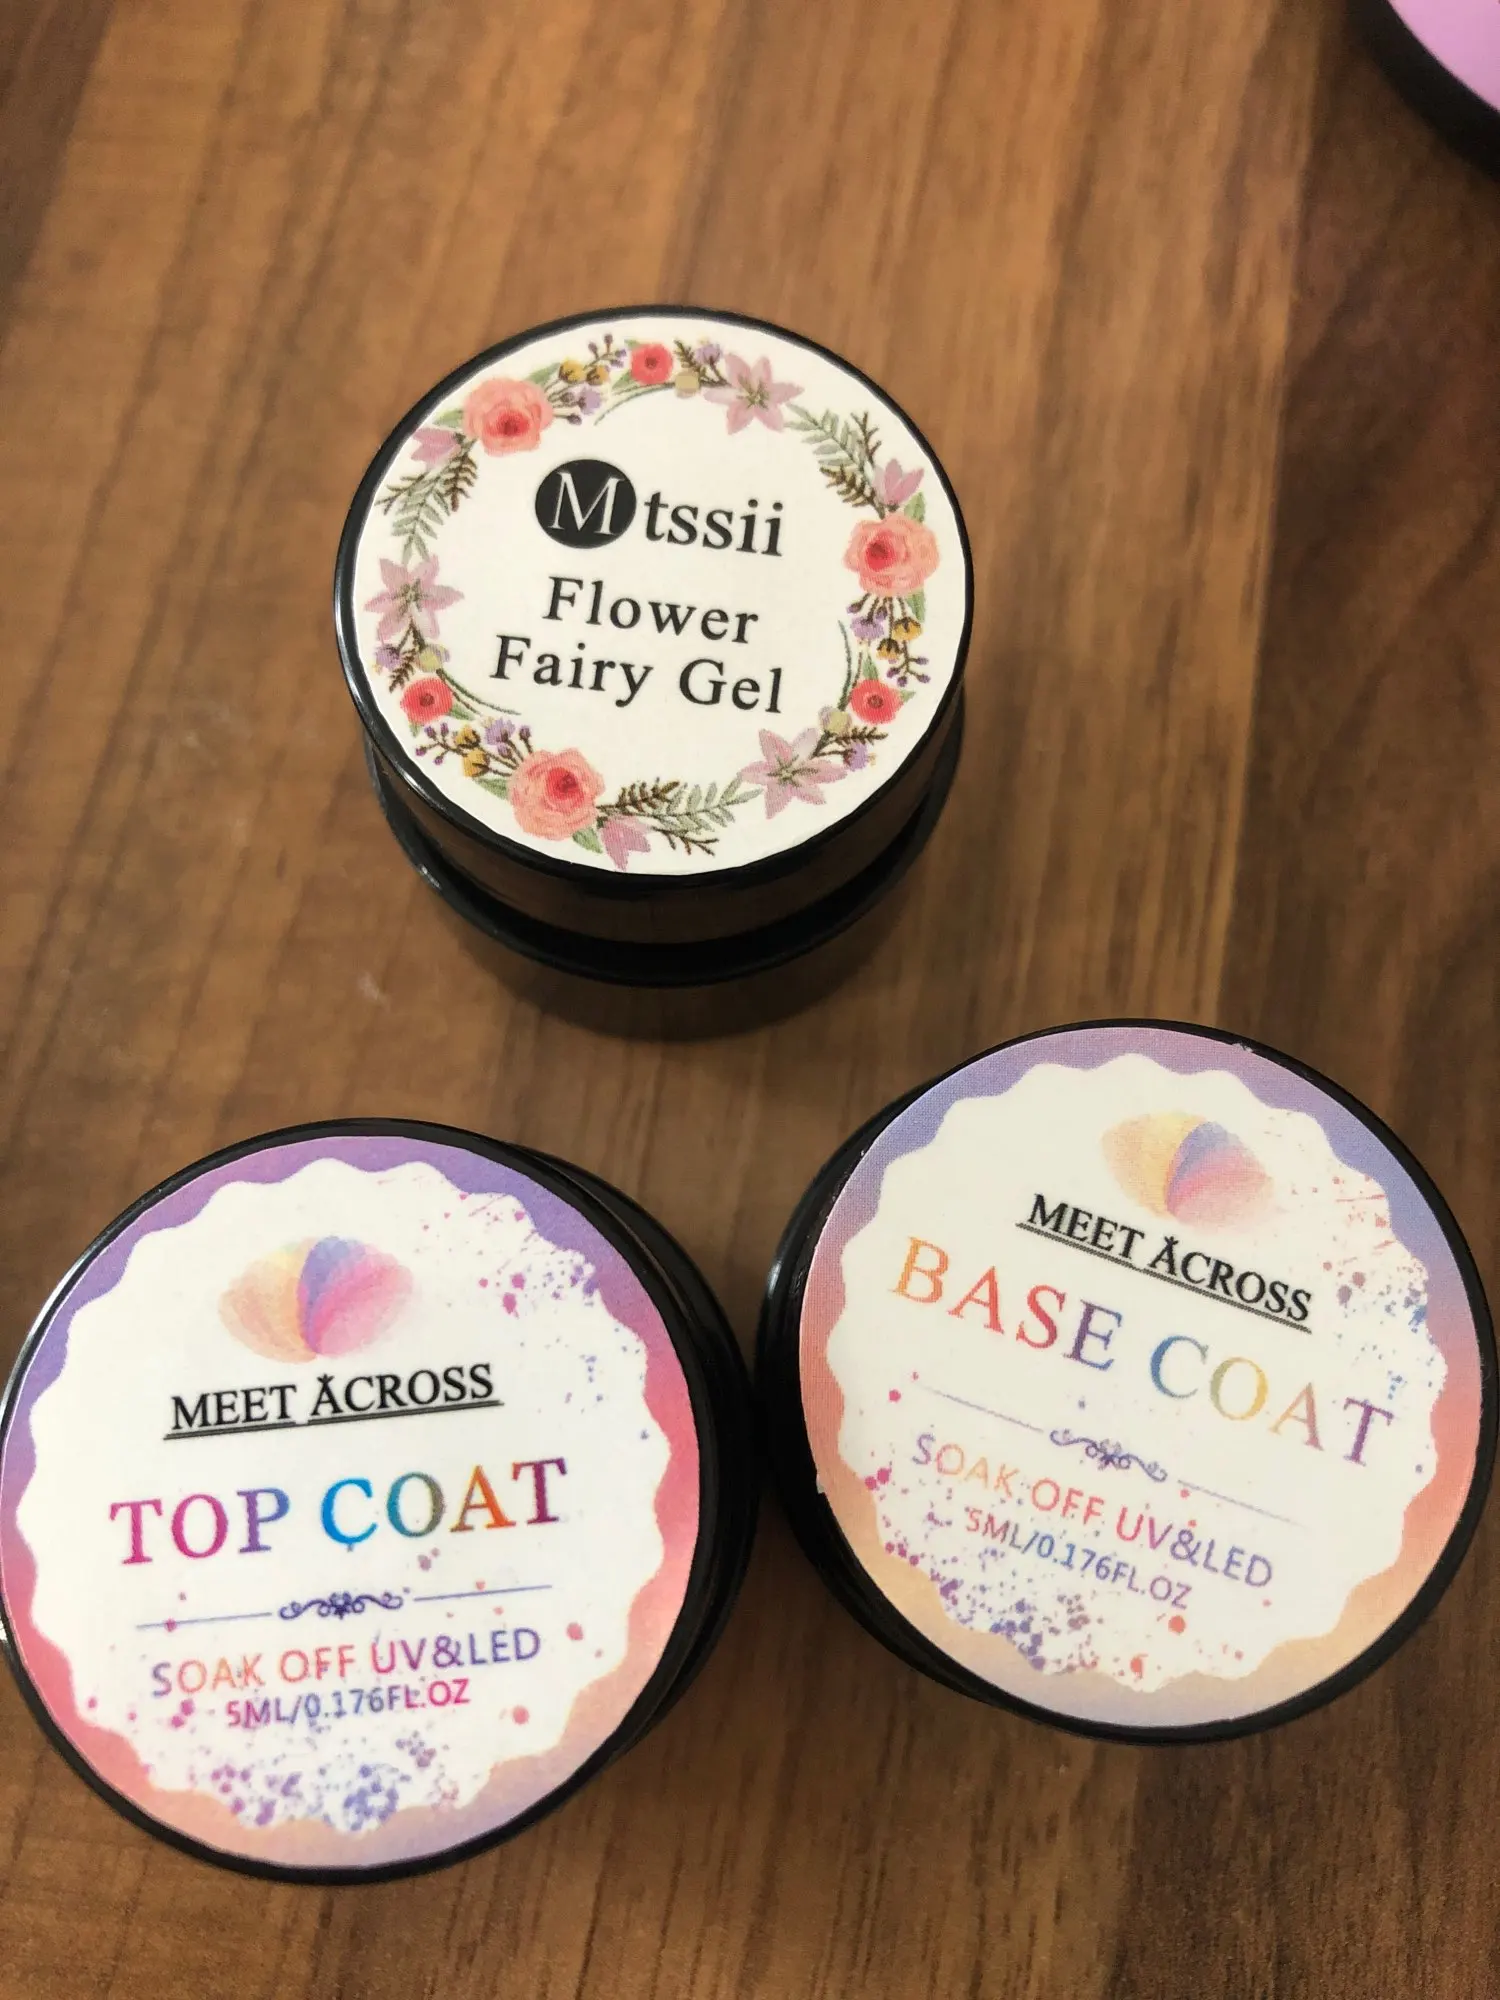 Mtssii
Flower
Fairy Gel
MEET ACROSS
TOP COAT
SOAK OFF UV&LED
5ML/0.176FL.OZ
MEET ACROSS
BASE COAT
SOAK OFF UV&LED
5ML/0.176FL.OZ